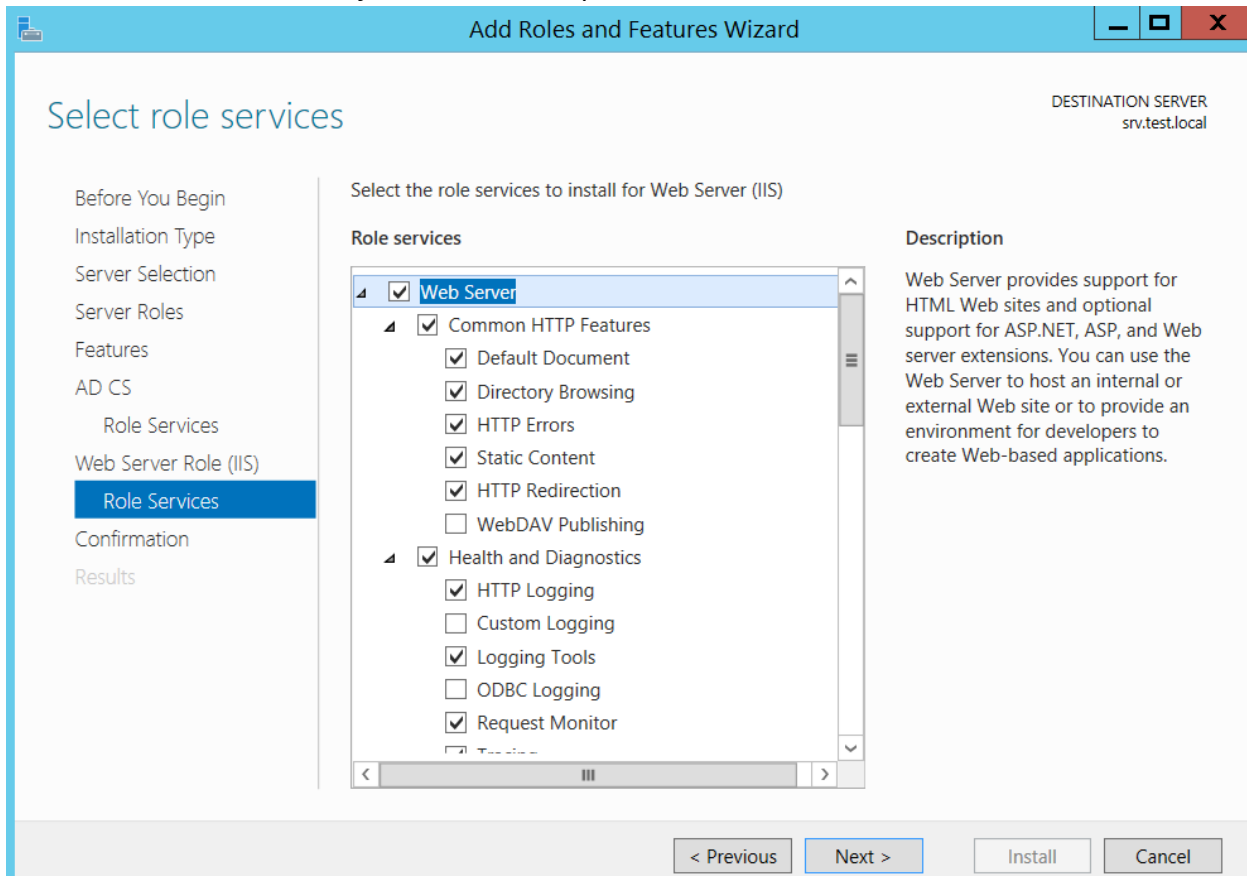 Add Roles and Features Wizard
Select role services
DESTINATION SERVER
srv.test.local
Before You Begin
Installation Type
Server Selection
Server Roles
Features
AD CS
Role Services
Web Server Role (IIS)
Role Services
Confirmation
Results
Select the role services to install for Web Server (IIS)
Role services
Web Server
Common HTTP Features
Default Document
Directory Browsing
HTTP Errors
Static Content
HTTP Redirection
WebDAV Publishing
Health and Diagnostics
HTTP Logging
Custom Logging
Logging Tools
ODBC Logging
Request Monitor
Tracing
Description
Web Server provides support for
HTML Web sites and optional
support for ASP.NET, ASP, and Web
server extensions. You can use the
Web Server to host an internal or
external Web site or to provide an
environment for developers to
create Web-based applications.
< Previous
Next >
Install
Cancel